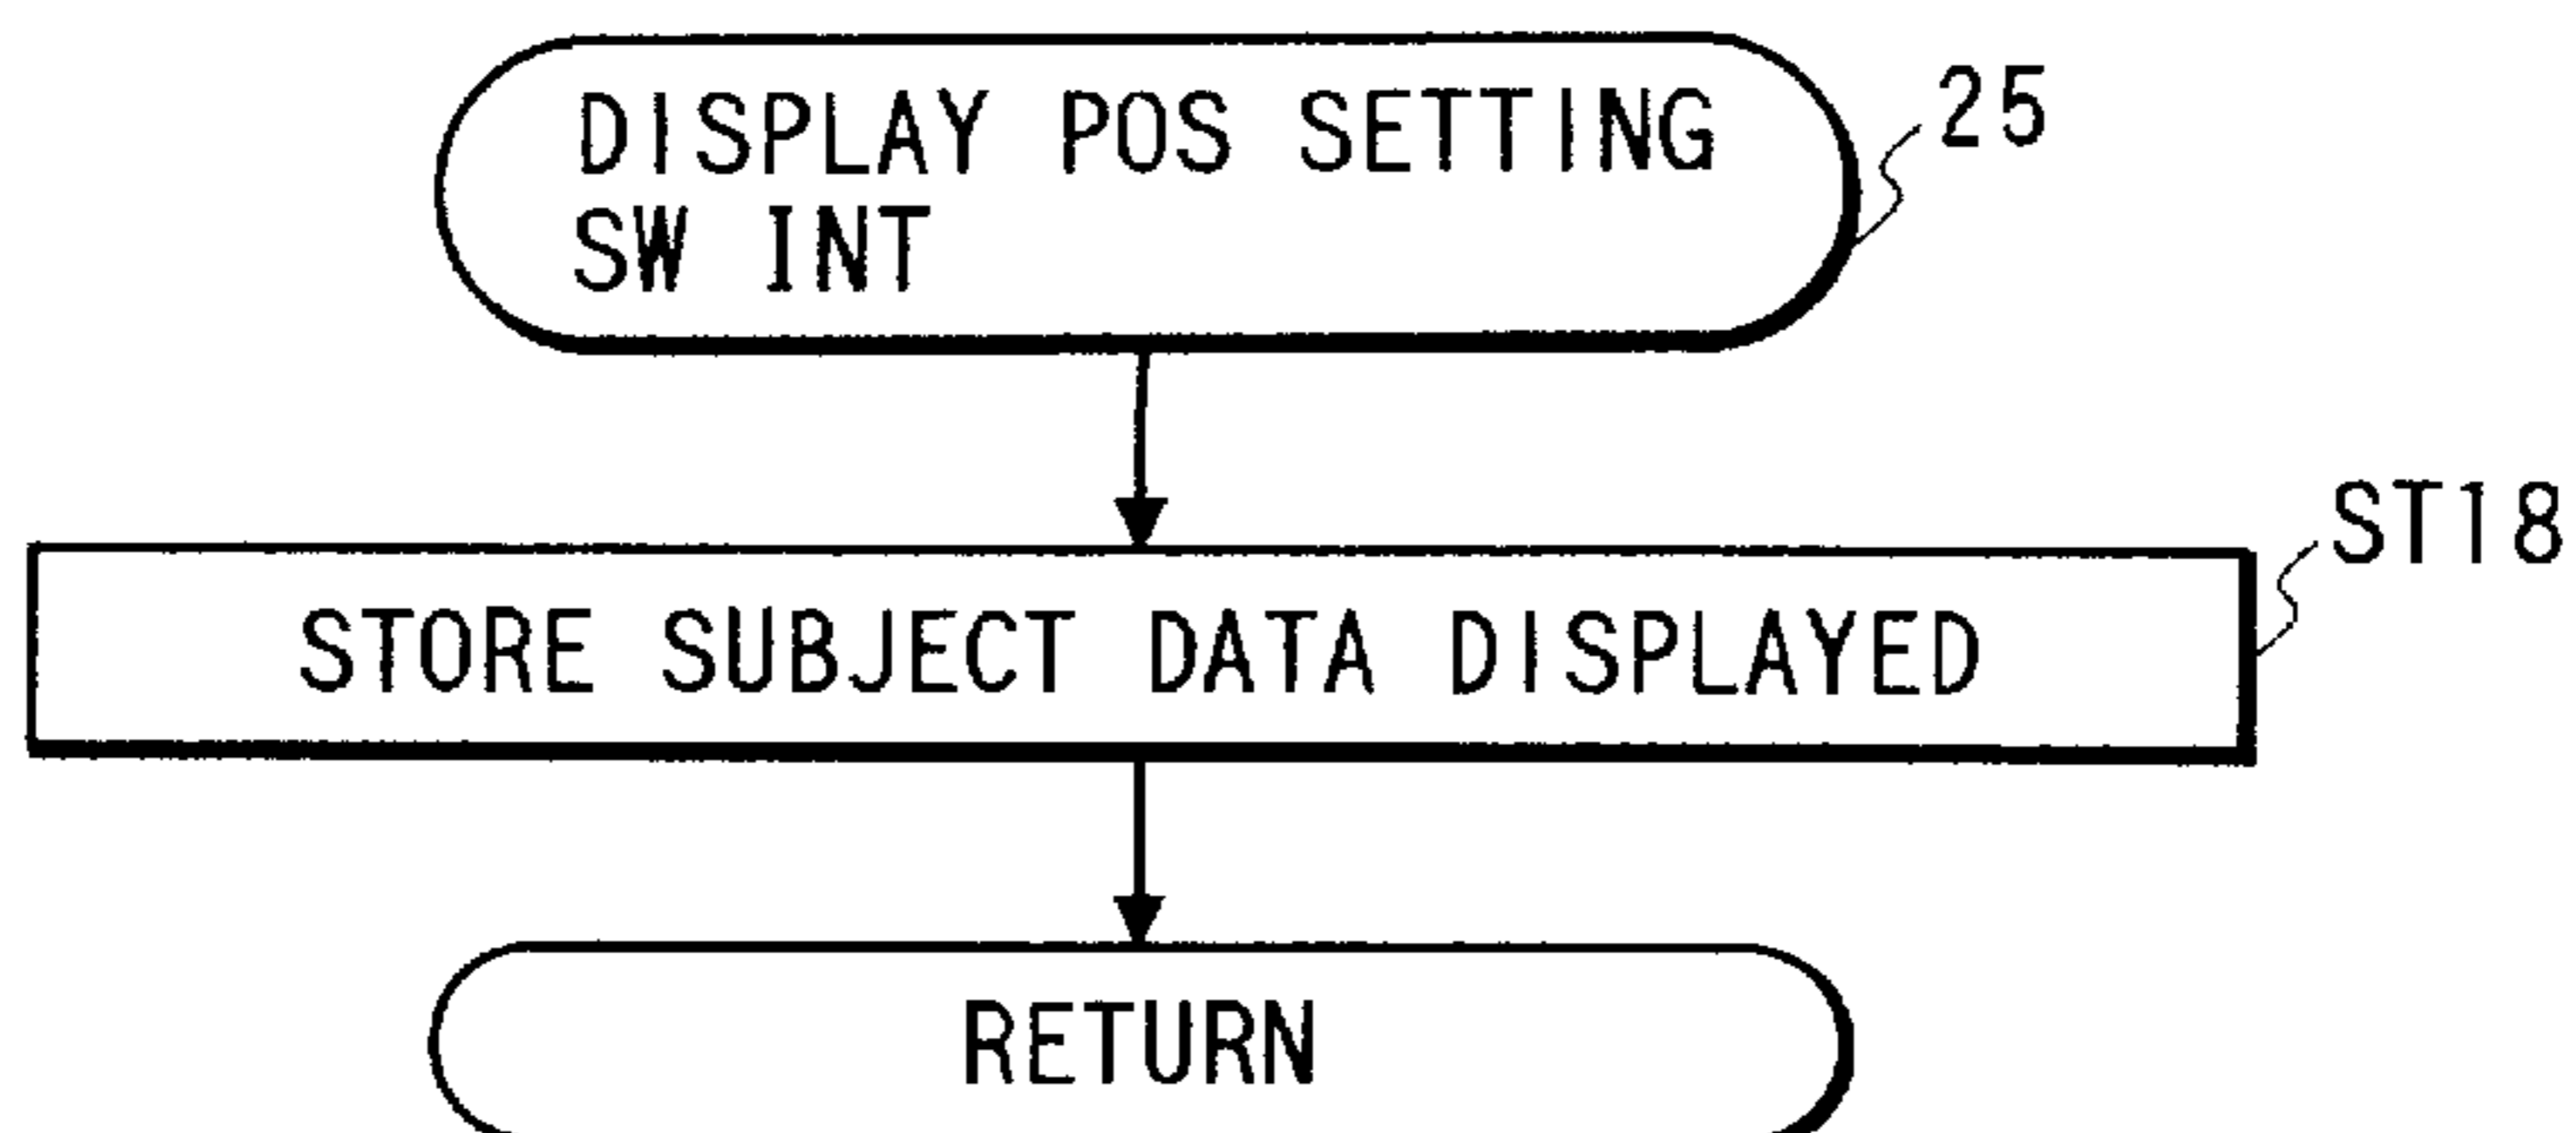 DISPLAY POS SETTING
SW INT
25
ST18
STORE SUBJECT DATA DISPLAYED
RETURN